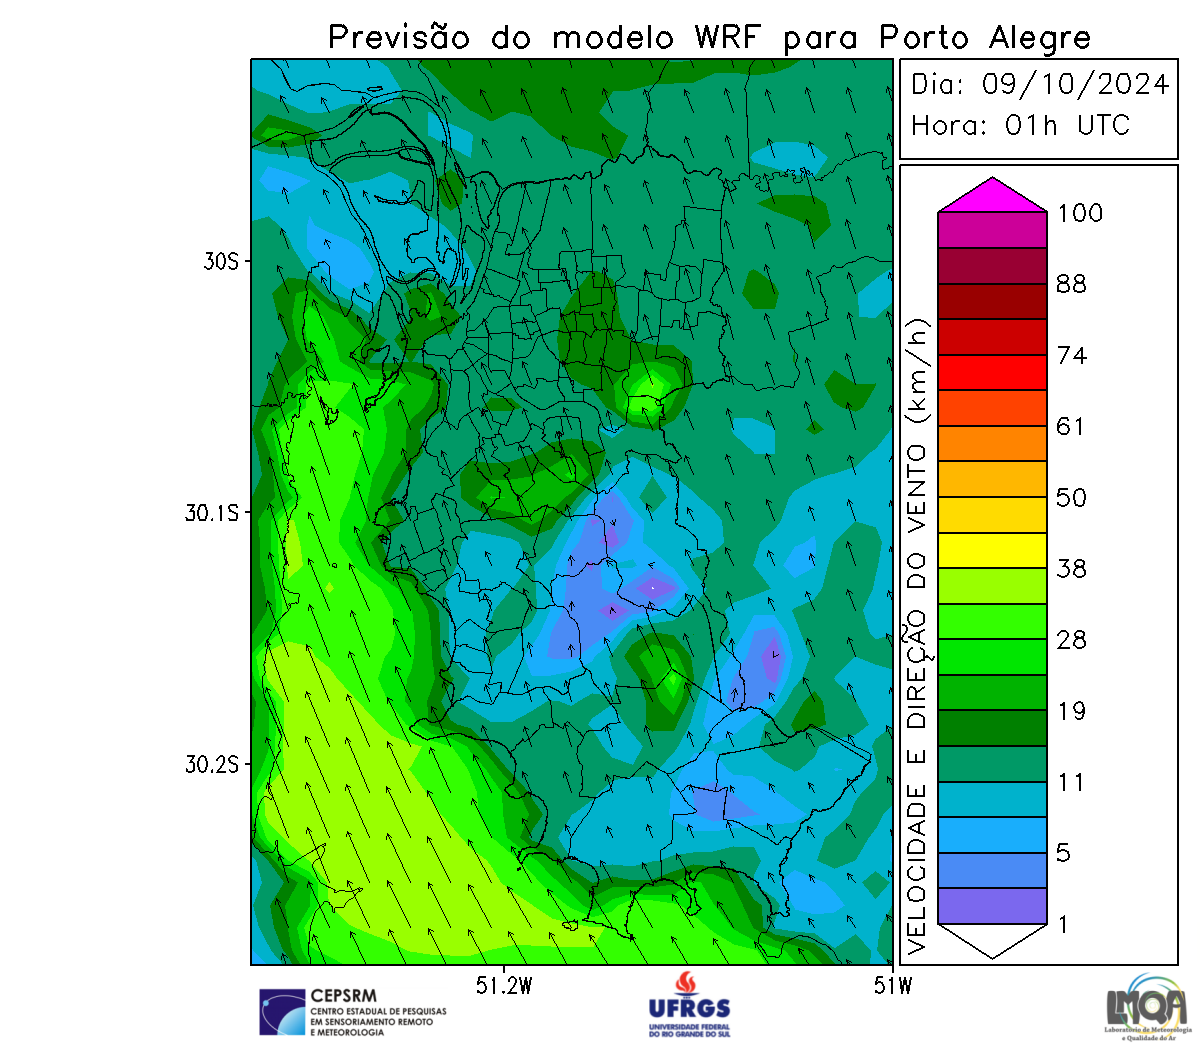 Previsão do modelo WRF para Porto Alegre
Dia: 09/10/2024
Hora: 01h UTC
100
88
74
61
50
38
28
19
11
5
1
VELOCIDADE E DIREÇÃO DO VENTO (km/h)
30S
30.1S
30.2S
51.2W
51W
CEPSRM
CENTRO ESTADUAL DE PESQUISAS
EM SENSORIAMENTO REMOTO
E METEOROLOGIA
UFRGS
UNIVERSIDADE FEDERAL
DO RIO GRANDE DO SUL
LMQA
Laboratório de Meteorologia
e Qualidade do Ar